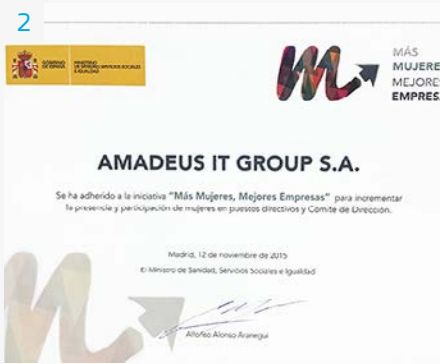 2
GOBIERNO
DE ESPAÑA
MINISTERIO
DE SANIDAD, SERVICIOS SOCIALES
E IGUALDAD
MÁS
MUJERE
MEJORES
EMPRESA
AMADEUS IT GROUP S.A.
Se ha adherido a la iniciativa "Más Mujeres, Mejores Empresas" para incrementar
la presencia y participación de mujeres en puestos directivos y Comité de Dirección.
Madrid, 12 de noviembre de 2015
El Ministro de Sanidad, Servicios Sociales e Igualdad
Alfonso Alonso Aranegui